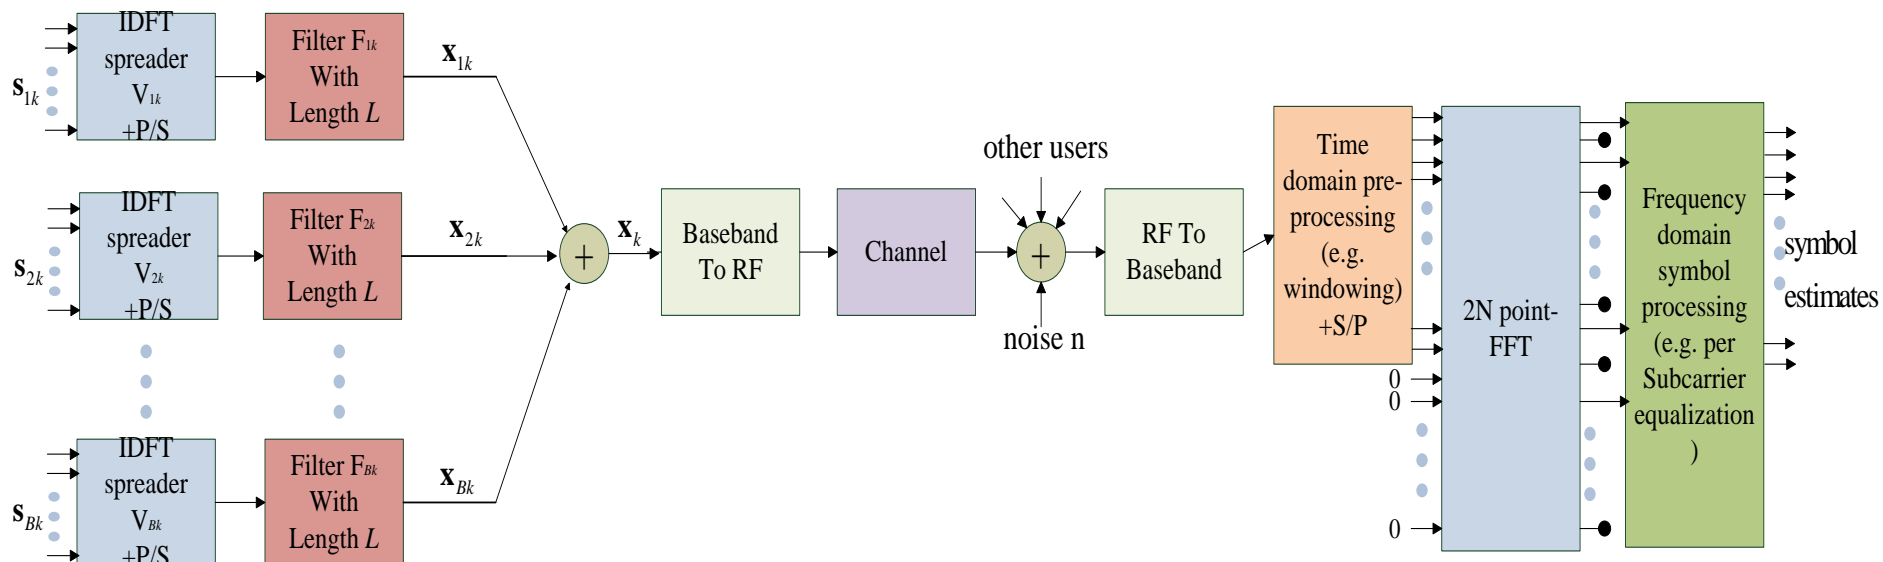 s1k
IDFT
spreader
V1k
+P/S
Filter F1k
With
Length L
x1k
s2k
IDFT
spreader
V2k
+P/S
Filter F2k
With
Length L
x2k
sBk
IDFT
spreader
VBk
+P/S
Filter FBk
With
Length L
xBk
+
xk
Baseband
To RF
Channel
other users
+
noise n
RF To
Baseband
Time
domain pre-
processing
(e.g.
windowing)
+S/P
0
0
0
2N point-
FFT
Frequency
domain
symbol
processing
(e.g. per
Subcarrier
equalization
)
symbol
estimates